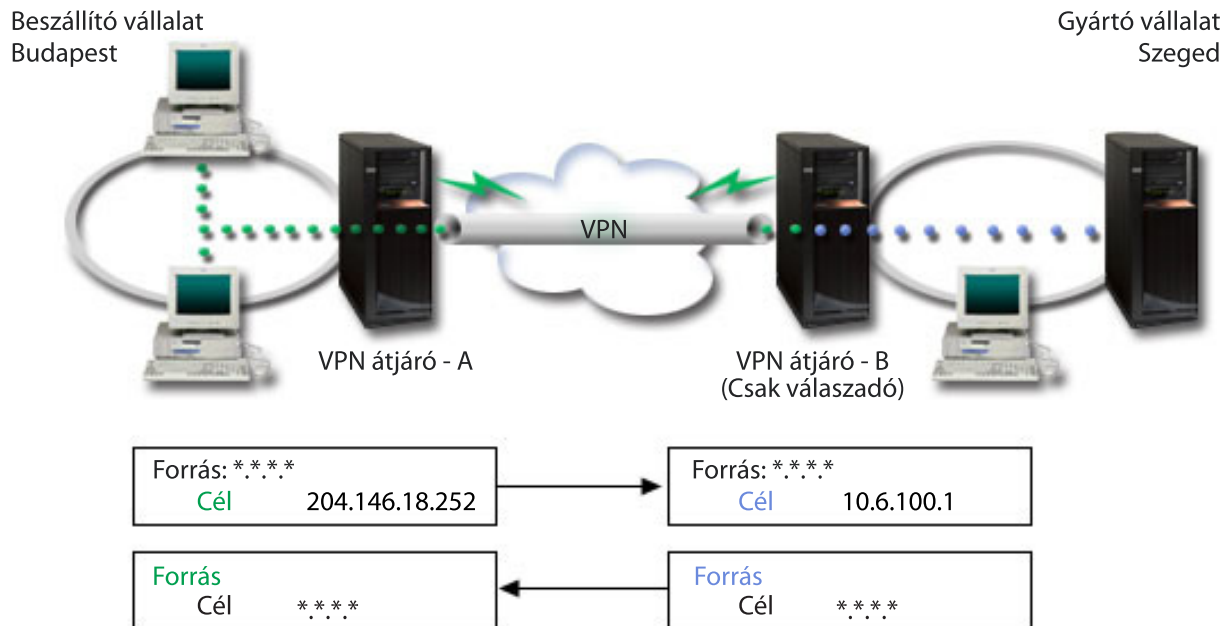 Beszállító vállalat
Budapest
Gyártó vállalat
Szeged
VPN
VPN átjáró - A
VPN átjáró - B
(Csak válaszadó)
Forrás: *.*.*.*
Cél 204.146.18.252
Forrás: *.*.*.*
Cél 10.6.100.1
Forrás
Cél *.*.*.*
Forrás
Cél *.*.*.*